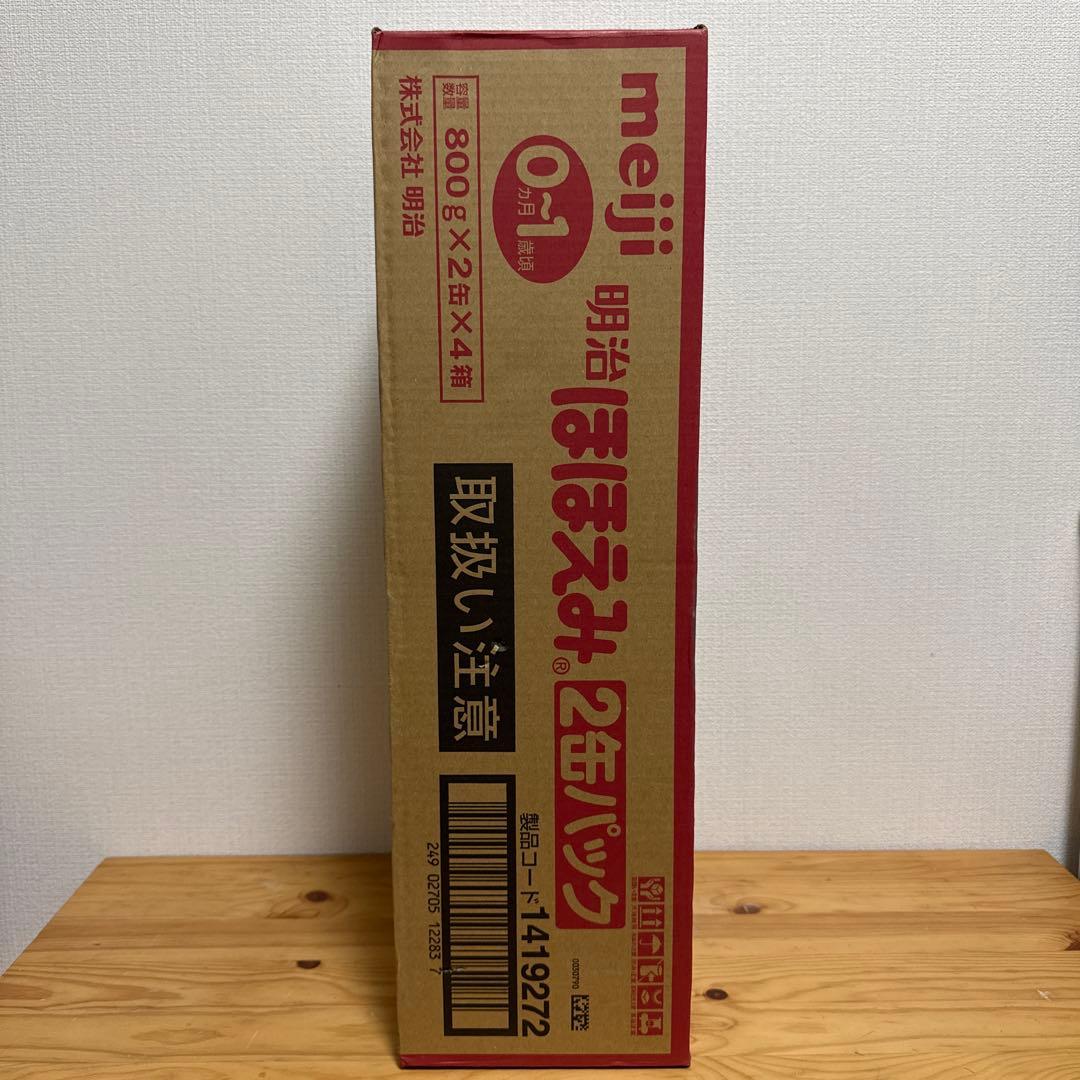 meiji
0ヵ月~1歳頃
明治
ほほえみ®
2缶パック
容量
数量
800g×2缶×4箱
株式会社 明治
取扱い注意
製品コード1419272
249 02705 12283 7
0030790